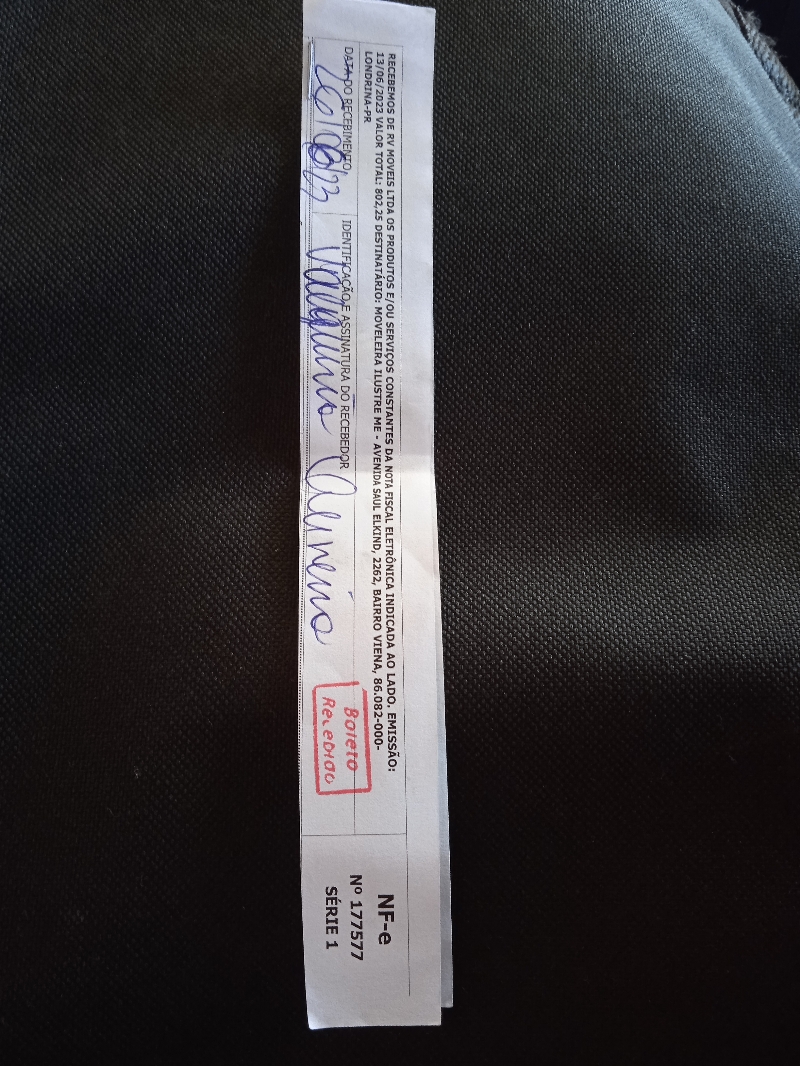 RECEBEMOS DE RV MOVEIS LTDA OS PRODUTOS E/OU SERVIÇOS CONSTANTES DA NOTA FISCAL ELETRÔNICA INDICADA AO LADO. EMISSÃO:
13/06/2023 VALOR TOTAL: 802,25 DESTINATÁRIO: MOVELEIRA ILUSTRE ME - AVENIDA SAUL ELKIND, 2262, BAIRRO VIENA, 86.082-000-
LONDRINA-PR
DATA DO RECEBIMENTO
IDENTIFICAÇÃO E ASSINATURA DO RECEBEDOR
Boleto
Recebido
NF-e
Nº 177577
SÉRIE 1